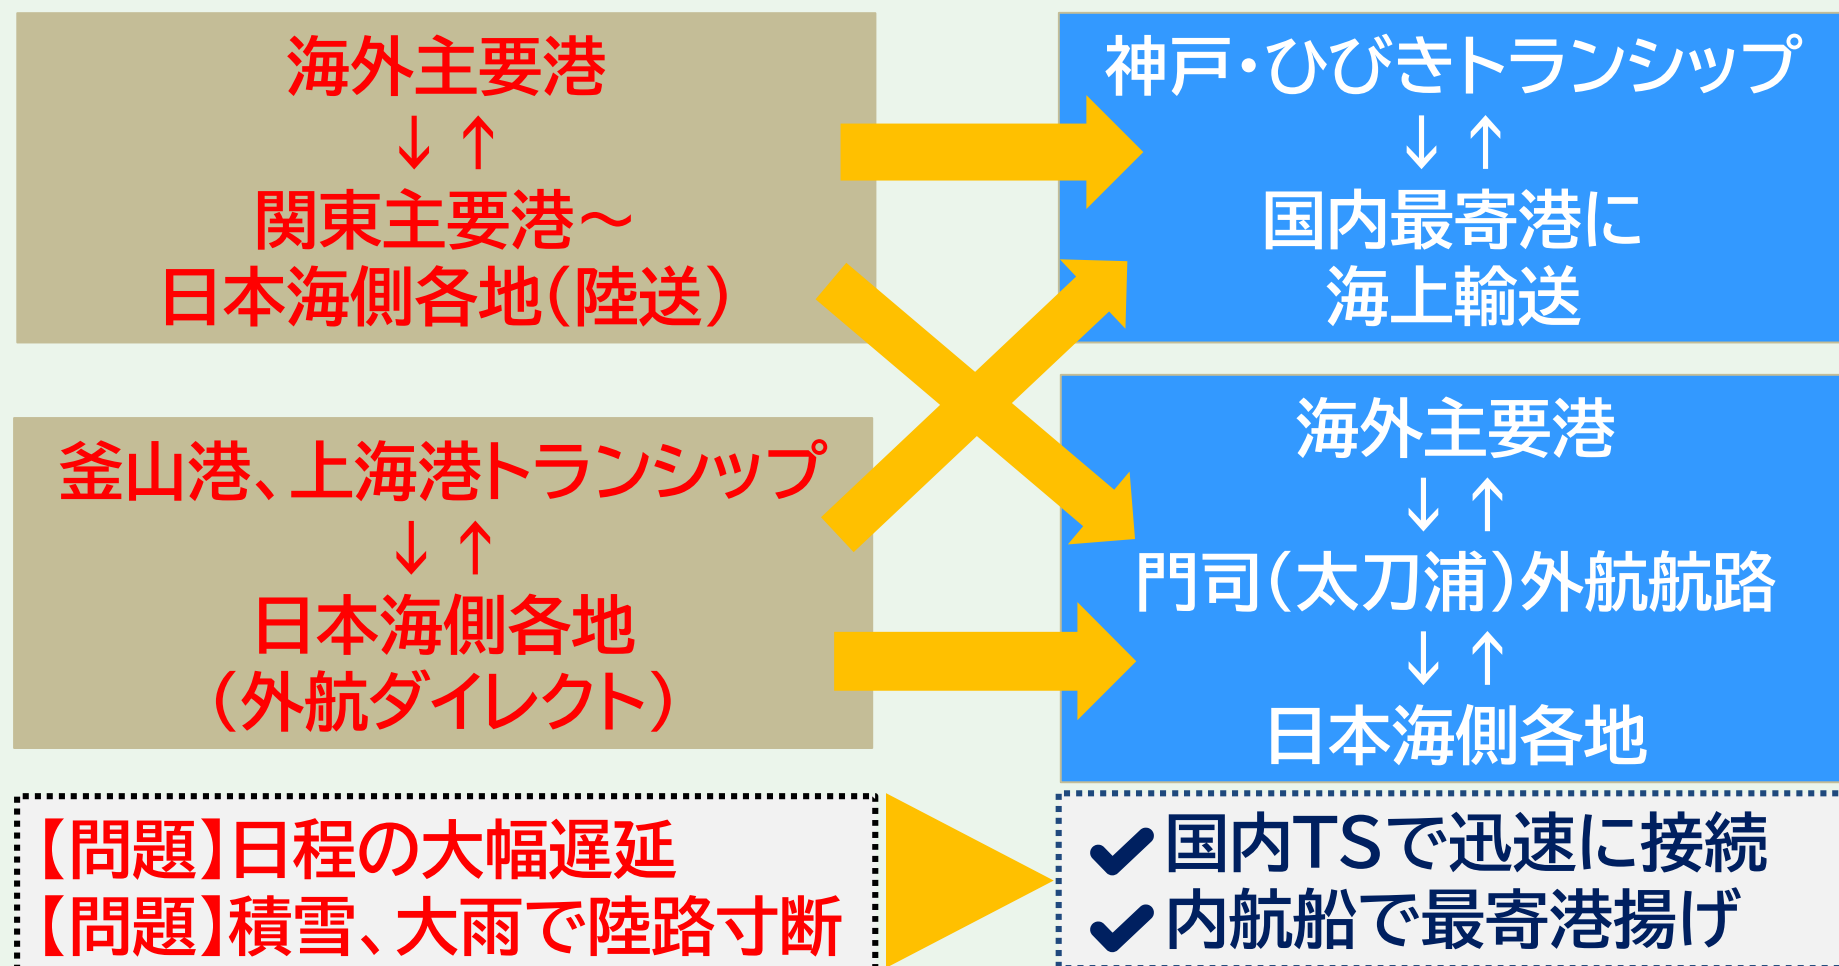 海外主要港
↓ ↑
関東主要港～
日本海側各地（陸送）
釜山港、上海港トランシップ
↓ ↑
日本海側各地
（外航ダイレクト）
【問題】日程の大幅遅延
【問題】積雪、大雨で陸路寸断
神戸・ひびきトランシップ
↓ ↑
国内最寄港に
海上輸送
海外主要港
↓ ↑
門司（太刀浦）外航航路
↓ ↑
日本海側各地
✔国内TSで迅速に接続
✔内航船で最寄港揚げ